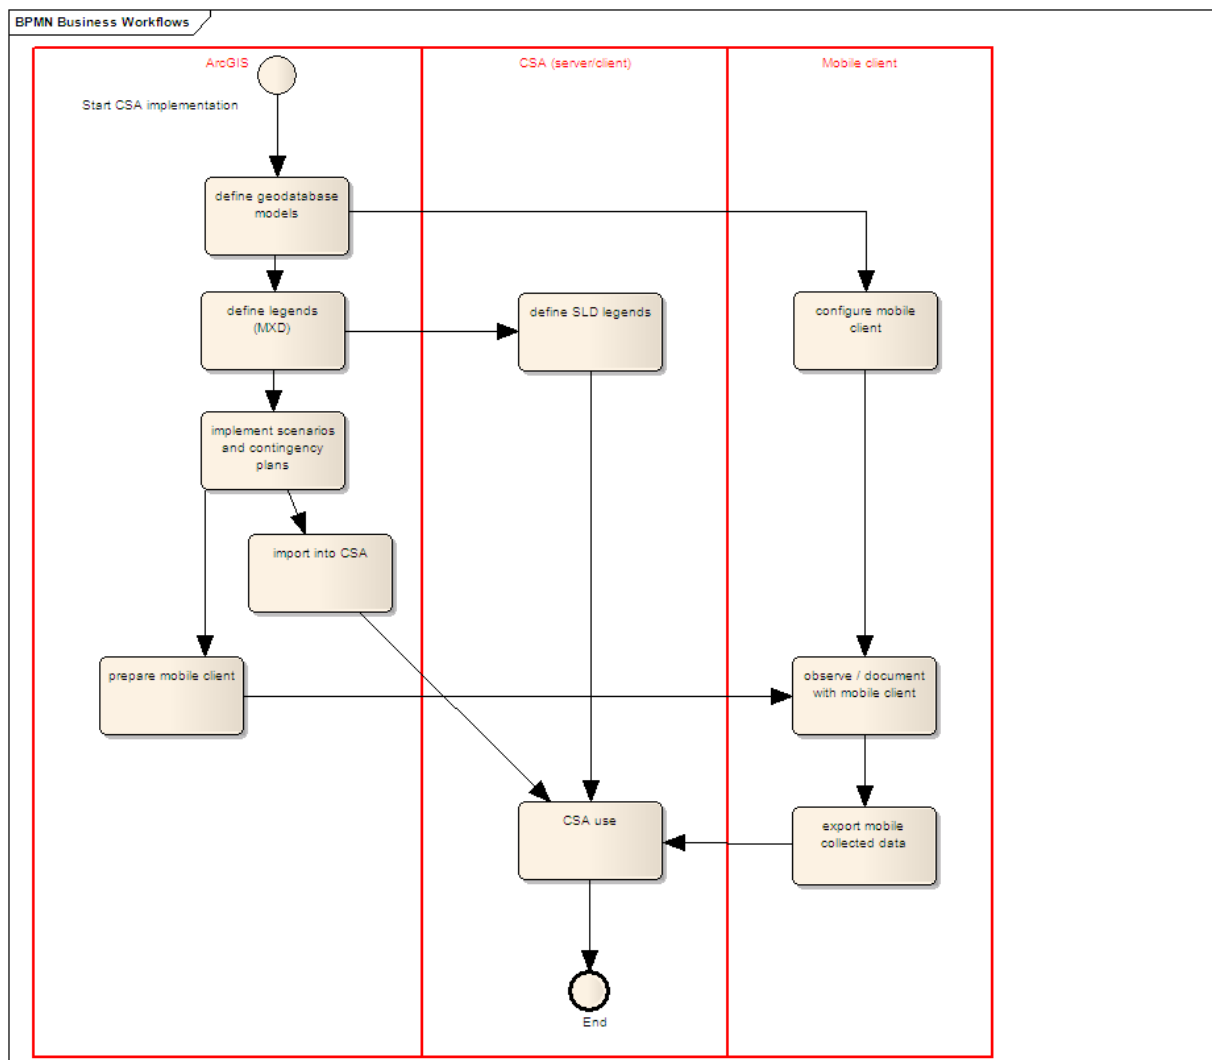 BPMN Business Workflows
ArcGIS
CSA (server/client)
Mobile client
Start CSA implementation
define geodatabase
models
define legends
(MXD)
define SLD legends
configure mobile
client
implement scenarios
and contingency
plans
import into CSA
prepare mobile client
observe / document
with mobile client
CSA use
export mobile
collected data
End